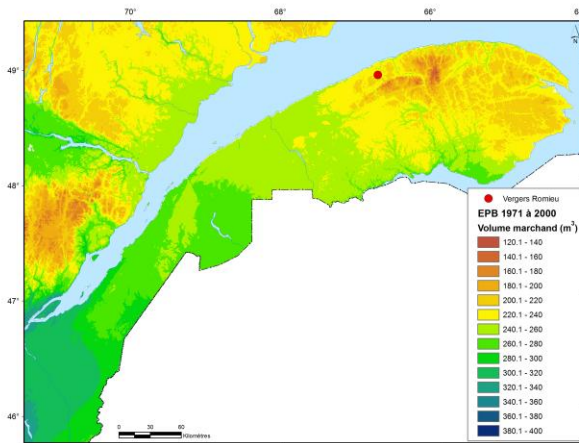 70°
68°
66°
49°
49°
48°
47°
46°
N
Vergers Romieu
EPB 1971 à 2000
Volume marchand (m³)
120.1 - 140
140.1 - 160
160.1 - 180
180.1 - 200
200.1 - 220
220.1 - 240
240.1 - 260
260.1 - 280
280.1 - 300
300.1 - 320
320.1 - 340
340.1 - 360
360.1 - 380
380.1 - 400
0 30 60
Kilomètres